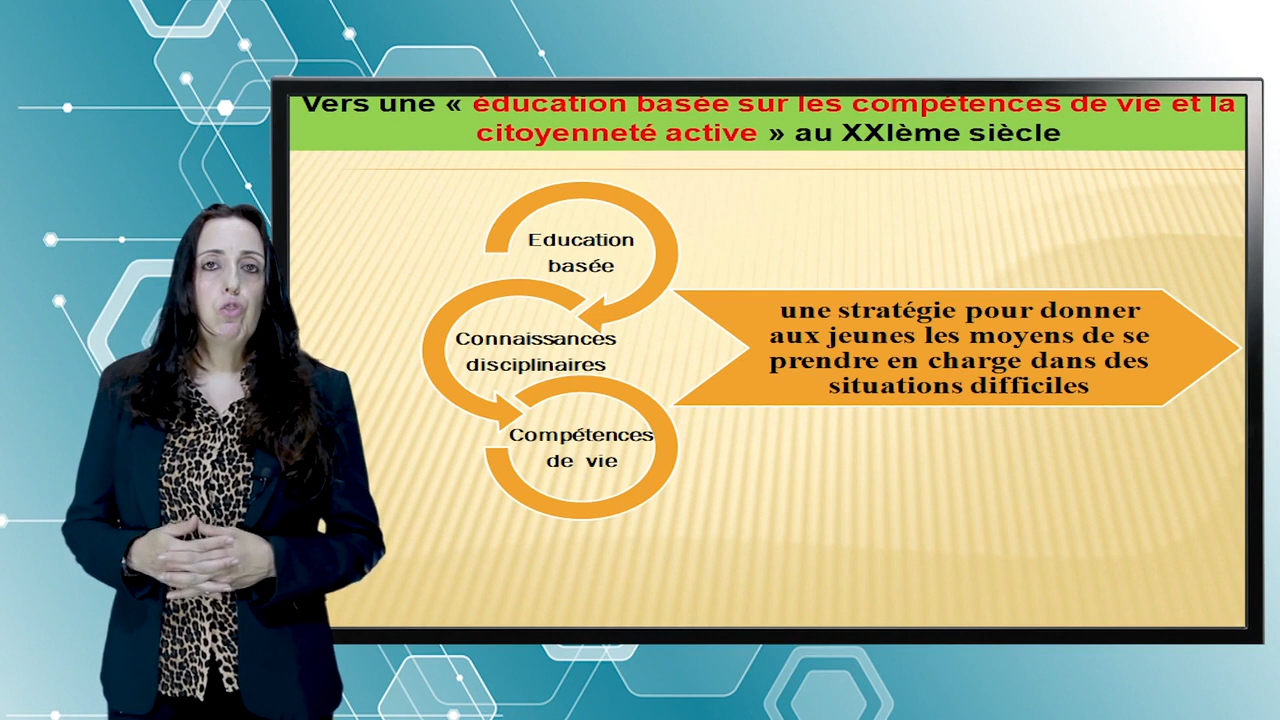 Vers une « éducation basée sur les compétences de vie et la
citoyenneté active » au XXIème siècle
Education
basée
Connaissances
disciplinaires
Compétences
de vie
une stratégie pour donner
aux jeunes les moyens de se
prendre en charge dans des
situations difficiles